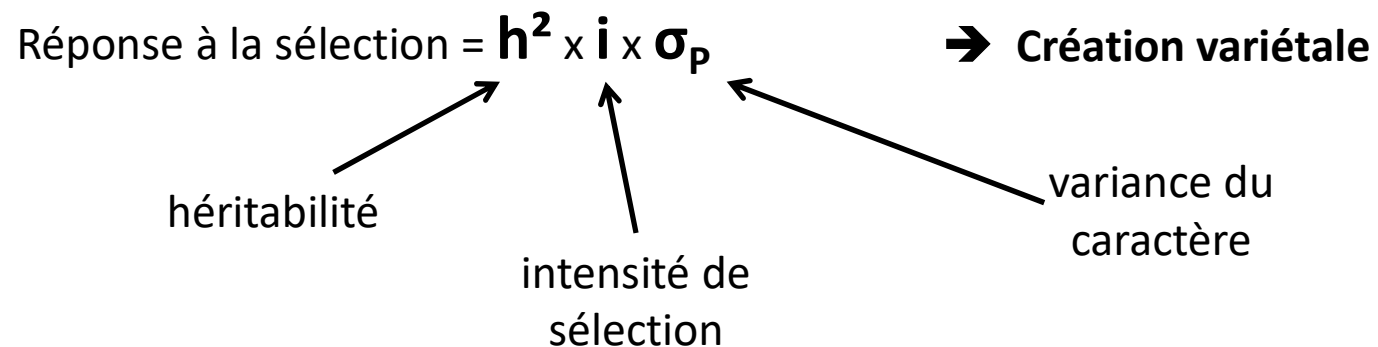 Réponse à la sélection = h² x i x σP ➔ Création variétale
héritabilité
intensité de
sélection
variance du
caractère